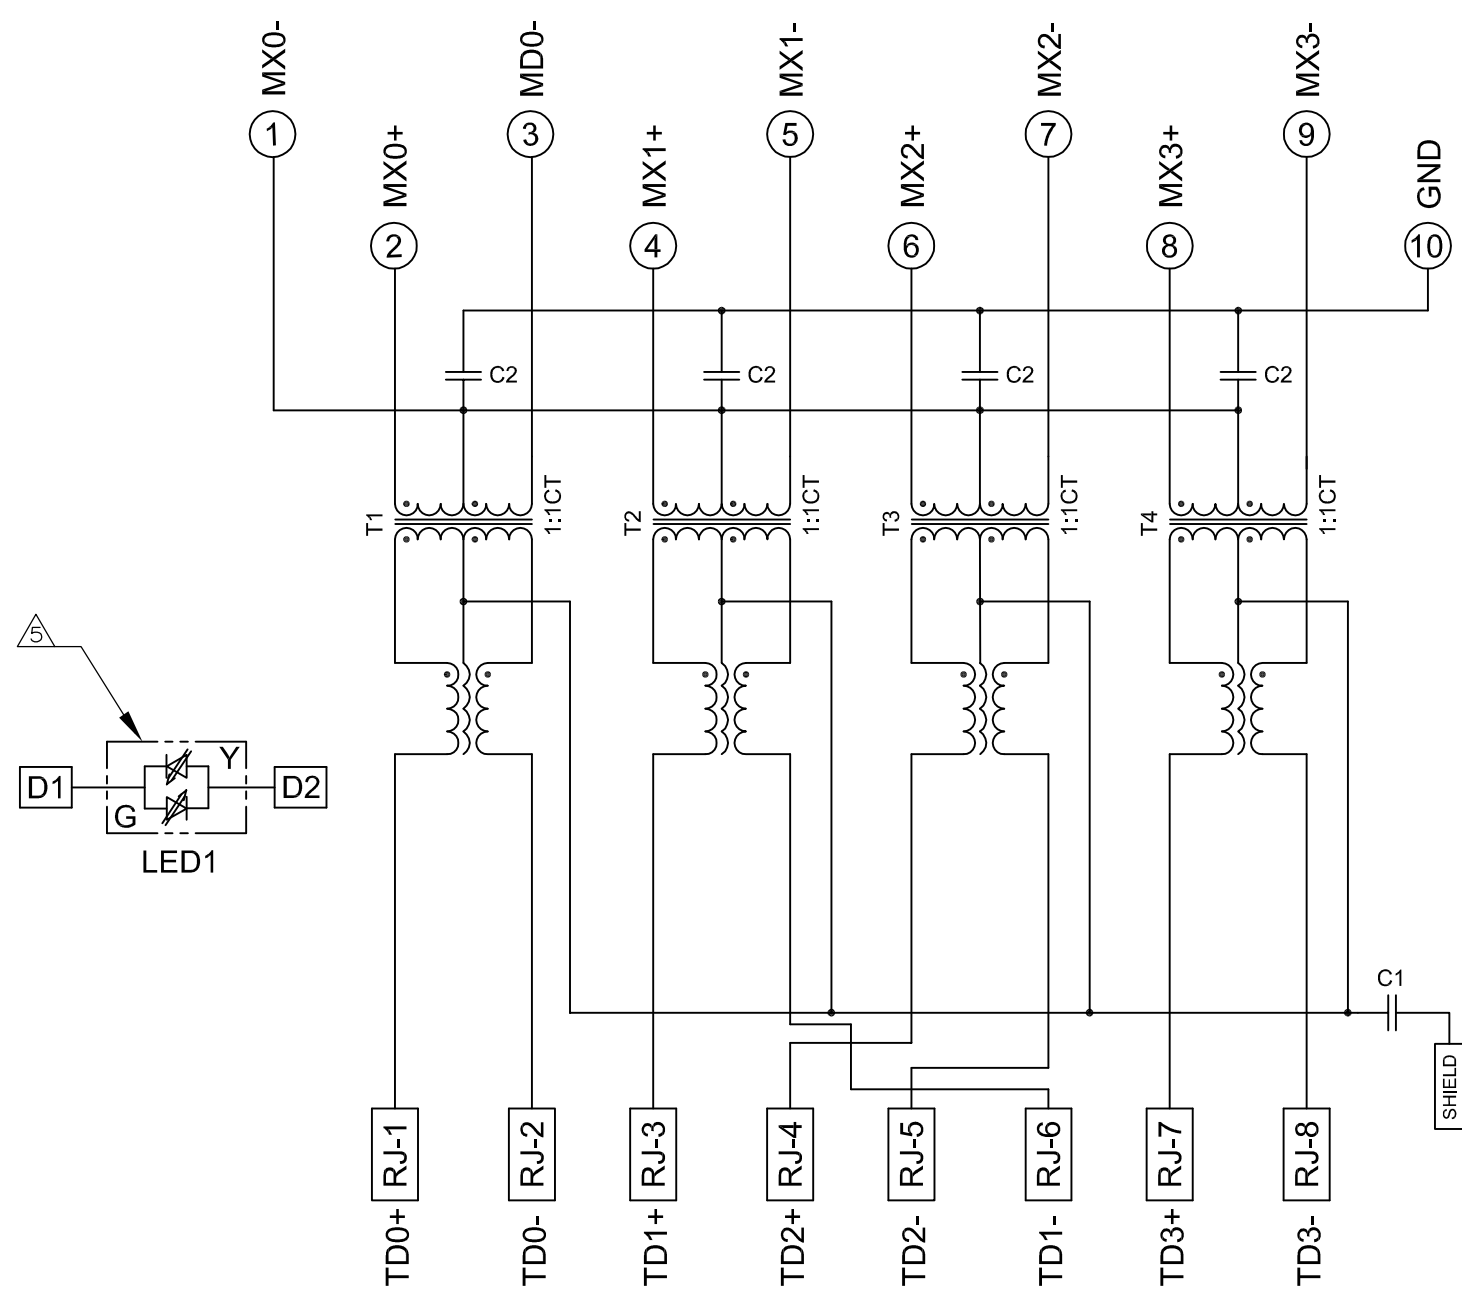 MX0-
MD0-
MX1-
MX2-
MX3-
1
3
5
7
9
MX0+
MX1+
MX2+
MX3+
GND
2
4
6
8
10
C2
C2
C2
C2
T1
1:1CT
T2
1:1CT
T3
1:1CT
T4
1:1CT
5
Y
D1
D2
G
LED1
C1
SHIELD
RJ-1
RJ-2
RJ-3
RJ-4
RJ-5
RJ-6
RJ-7
RJ-8
TD0+
TD0-
TD1+
TD2+
TD2-
TD1-
TD3+
TD3-